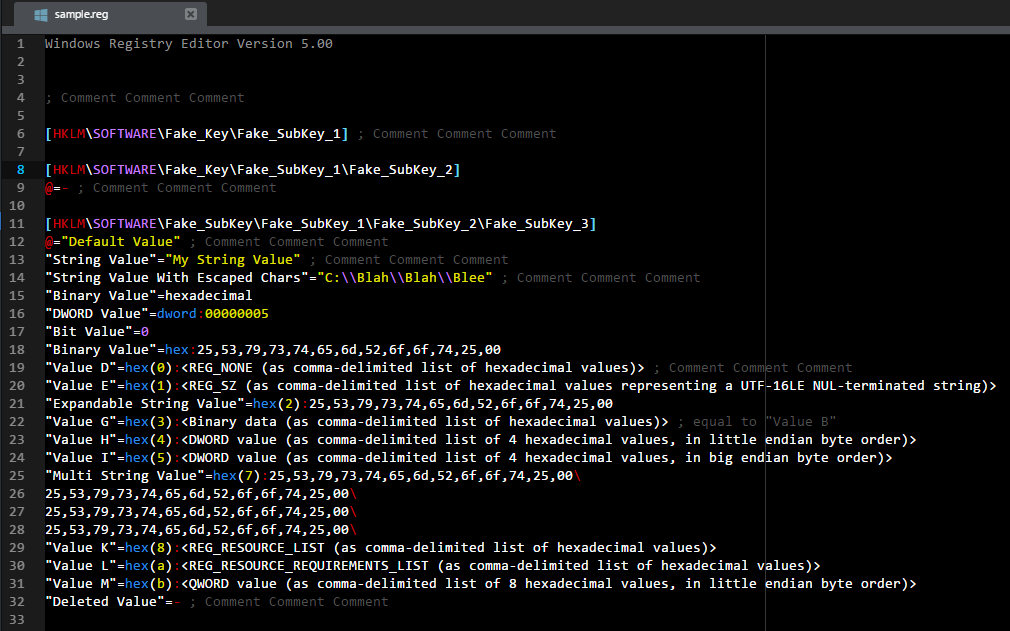 sample.reg
1 Windows Registry Editor Version 5.00
2
3
4 ; Comment Comment Comment
5
6 [HKLM\SOFTWARE\Fake_Key\Fake_SubKey_1] ; Comment Comment Comment
7
8 [HKLM\SOFTWARE\Fake_Key\Fake_SubKey_1\Fake_SubKey_2]
9 @=- ; Comment Comment Comment
10
11 [HKLM\SOFTWARE\Fake_SubKey\Fake_SubKey_1\Fake_SubKey_2\Fake_SubKey_3]
12 @="Default Value" ; Comment Comment Comment
13 "String Value"="My String Value" ; Comment Comment Comment
14 "String Value With Escaped Chars"="C:\\Blah\\Blah\\Blee" ; Comment Comment Comment
15 "Binary Value"=hexadecimal
16 "DWORD Value"=dword:00000005
17 "Bit Value"=0
18 "Binary Value"=hex:25,53,79,73,74,65,6d,52,6f,6f,74,25,00
19 "Value D"=hex(0):<REG_NONE (as comma-delimited list of hexadecimal values)> ; Comment Comment Comment
20 "Value E"=hex(1):<REG_SZ (as comma-delimited list of hexadecimal values representing a UTF-16LE NUL-terminated string)>
21 "Expandable String Value"=hex(2):25,53,79,73,74,65,6d,52,6f,6f,74,25,00
22 "Value G"=hex(3):<Binary data (as comma-delimited list of hexadecimal values)> ; equal to "Value B"
23 "Value H"=hex(4):<DWORD value (as comma-delimited list of 4 hexadecimal values, in little endian byte order)>
24 "Value I"=hex(5):<DWORD value (as comma-delimited list of 4 hexadecimal values, in big endian byte order)>
25 "Multi String Value"=hex(7):25,53,79,73,74,65,6d,52,6f,6f,74,25,00\
26 25,53,79,73,74,65,6d,52,6f,6f,74,25,00\
27 25,53,79,73,74,65,6d,52,6f,6f,74,25,00\
28 25,53,79,73,74,65,6d,52,6f,6f,74,25,00\
29 "Value K"=hex(8):<REG_RESOURCE_LIST (as comma-delimited list of hexadecimal values)>
30 "Value L"=hex(a):<REG_RESOURCE_REQUIREMENTS_LIST (as comma-delimited list of hexadecimal values)>
31 "Value M"=hex(b):<QWORD value (as comma-delimited list of 8 hexadecimal values, in little endian byte order)>
32 "Deleted Value"=- ; Comment Comment Comment
33